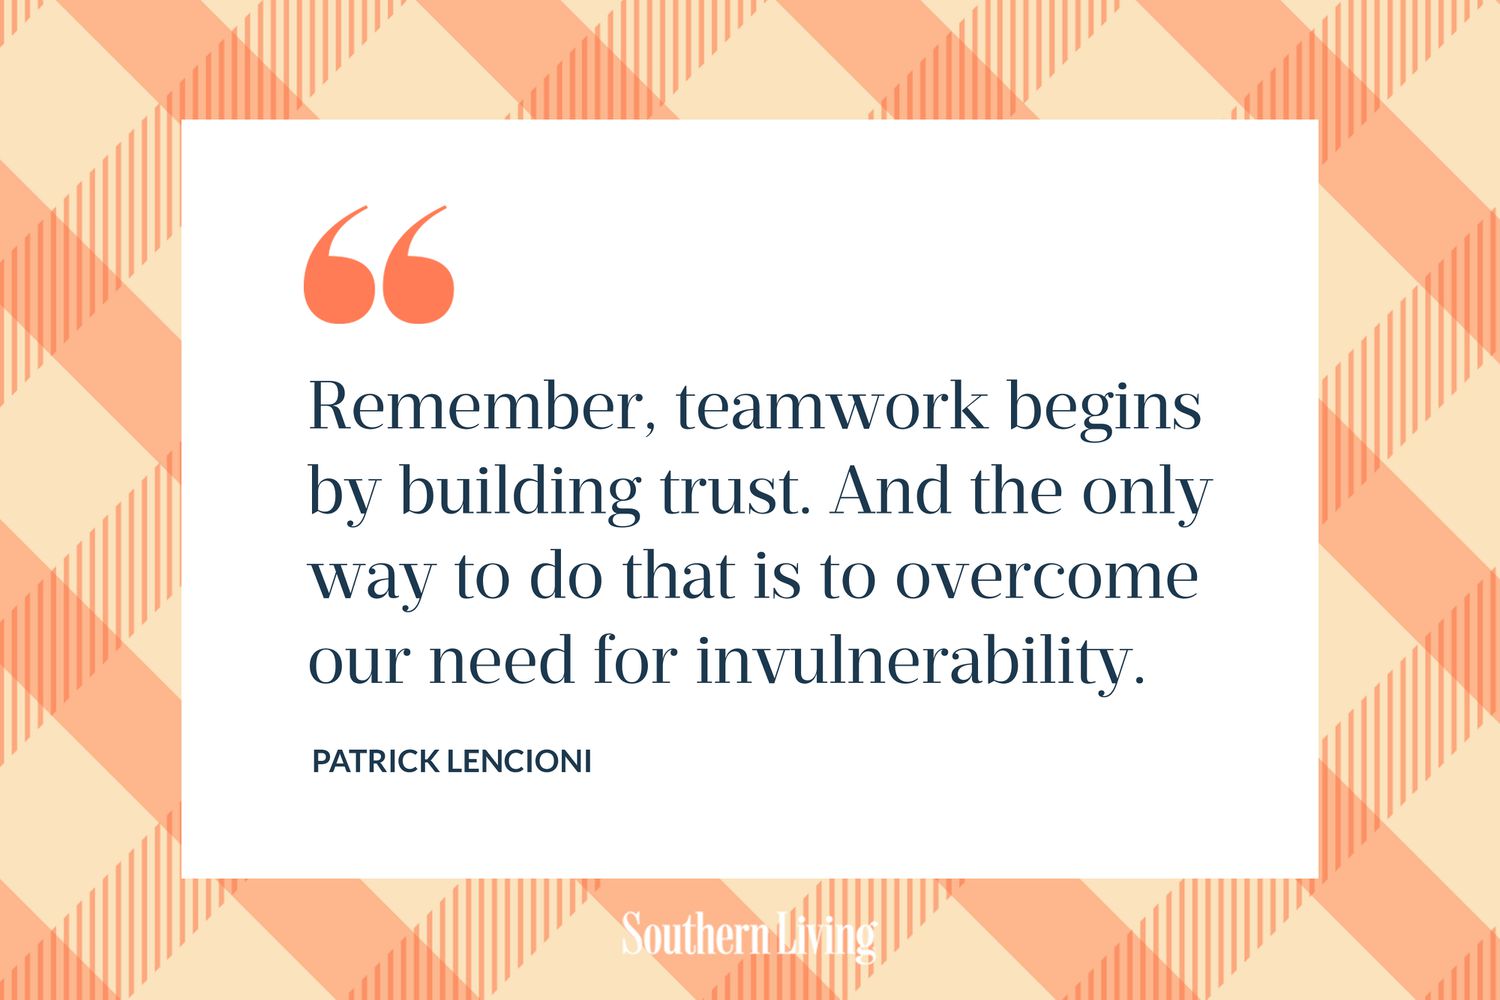 “
Remember, teamwork begins
by building trust. And the only
way to do that is to overcome
our need for invulnerability.
PATRICK LENCIONI
Southern Living